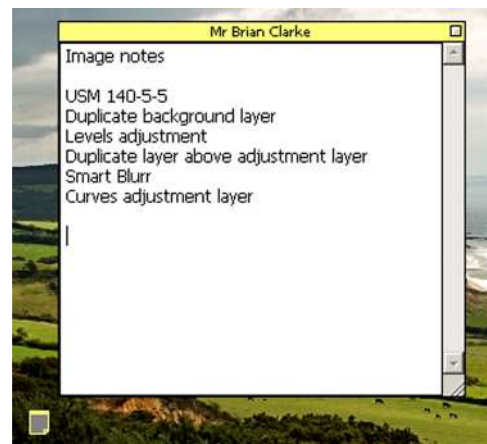 Mr Brian Clarke
Image notes
USM 140-5-5
Duplicate background layer
Levels adjustment
Duplicate layer above adjustment layer
Smart Blurr
Curves adjustment layer